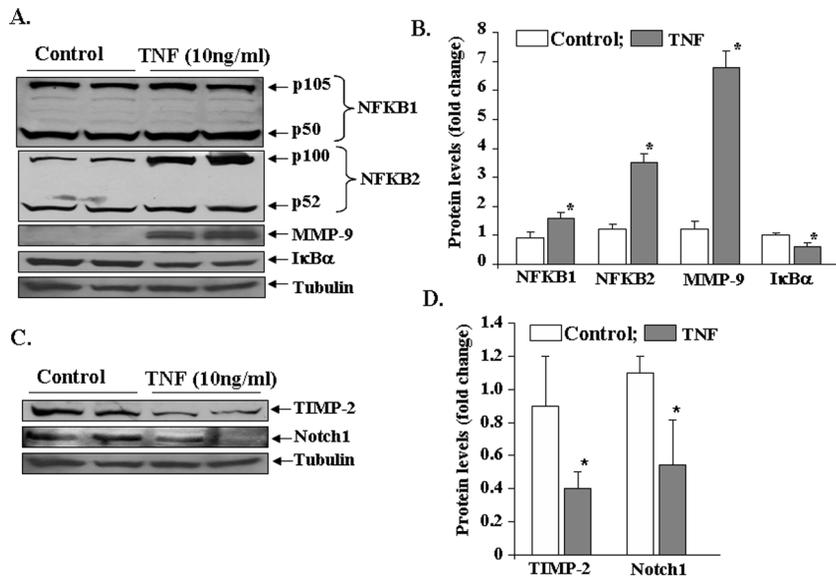 A.
Control TNF (10ng/ml)
p105
p50
NFKB1
p100
p52
NFKB2
MMP-9
IκBα
Tubulin
B.
Control; TNF
Protein levels (fold change)
8
7
6
5
4
3
2
1
0
*
*
*
*
NFKB1 NFKB2 MMP-9 IκBα
C.
Control TNF (10ng/ml)
TIMP-2
Notch1
Tubulin
D.
Control; TNF
Protein levels (fold change)
1.4
1.2
1.0
0.8
0.6
0.4
0.2
0
*
*
TIMP-2 Notch1